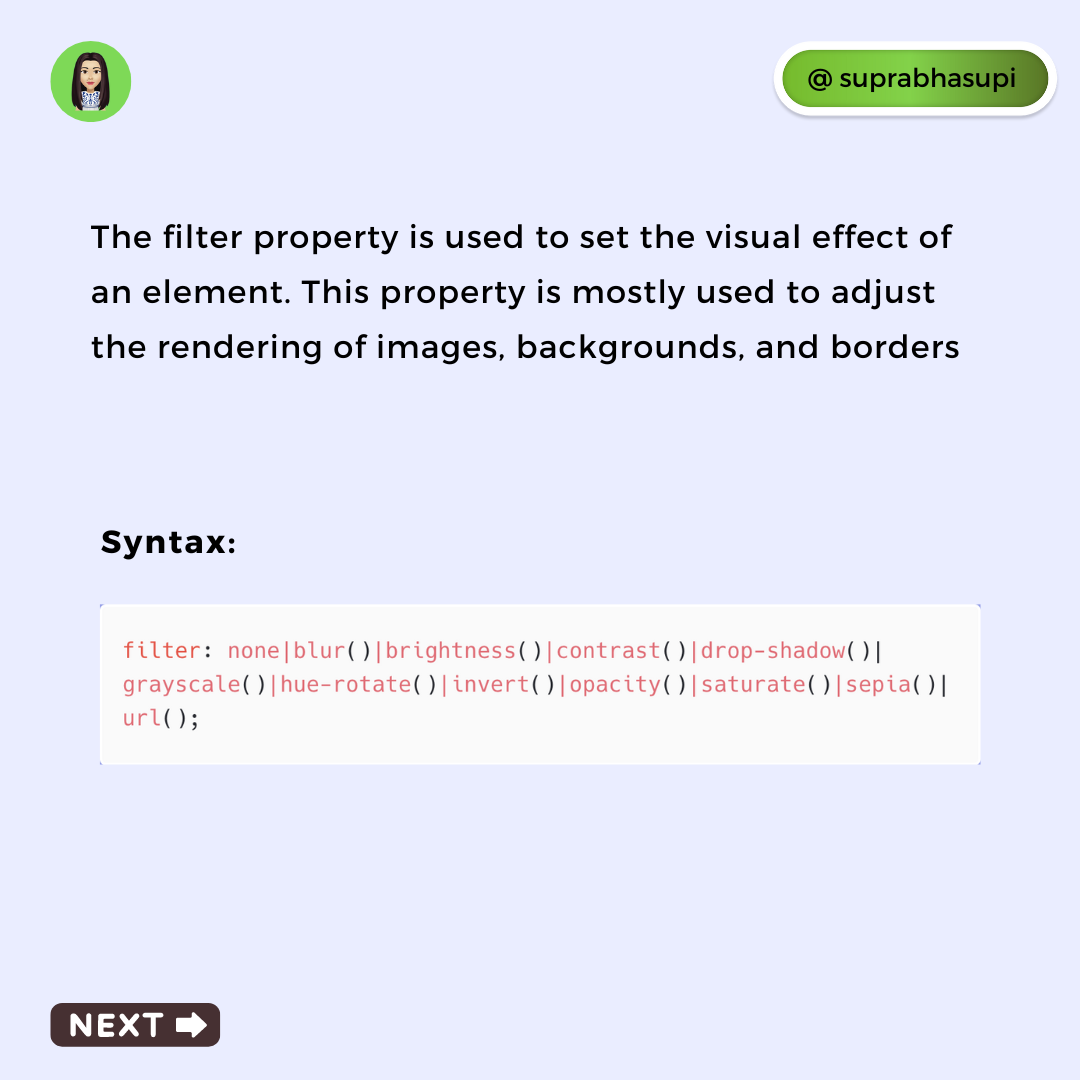 @ suprabhasupi
The filter property is used to set the visual effect of
an element. This property is mostly used to adjust
the rendering of images, backgrounds, and borders
Syntax:
filter: none|blur()|brightness()|contrast()|drop-shadow()|
grayscale()|hue-rotate()|invert()|opacity()|saturate()|sepia()|
url();
NEXT